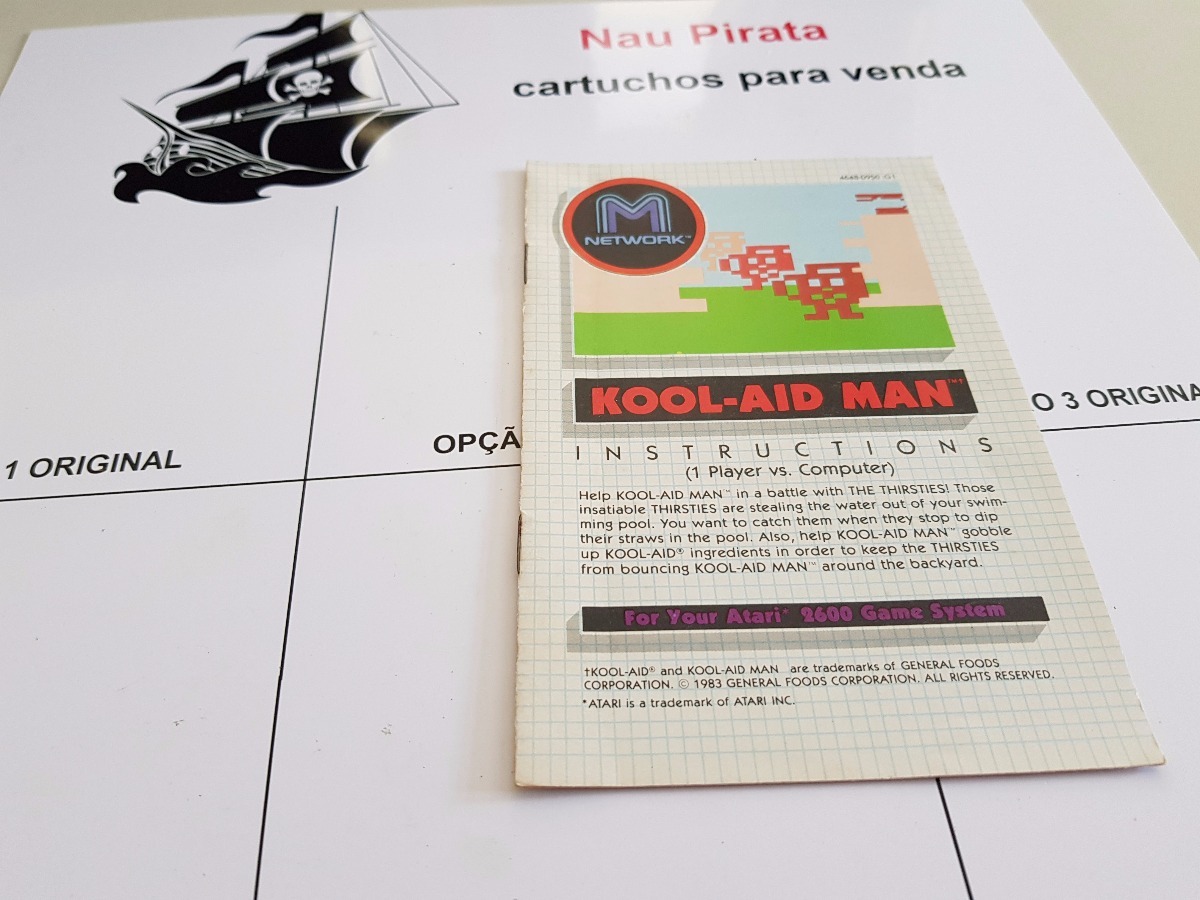 Nau Pirata
cartuchos para venda
M
NETWORK™
KOOL-AID MAN™†
INSTRUCTIONS
(1 Player vs. Computer)
Help KOOL-AID MAN™ in a battle with THE THIRSTIES! Those
insatiable THIRSTIES are stealing the water out of your swim-
ming pool. You want to catch them when they stop to dip
their straws in the pool. Also, help KOOL-AID MAN™ gobble
up KOOL-AID® ingredients in order to keep the THIRSTIES
from bouncing KOOL-AID MAN™ around the backyard.
For Your Atari* 2600 Game System
†KOOL-AID® and KOOL-AID MAN are trademarks of GENERAL FOODS
CORPORATION. © 1983 GENERAL FOODS CORPORATION. ALL RIGHTS RESERVED.
*ATARI is a trademark of ATARI INC.
1 ORIGINAL
OPÇÃ
O 3 ORIGINA